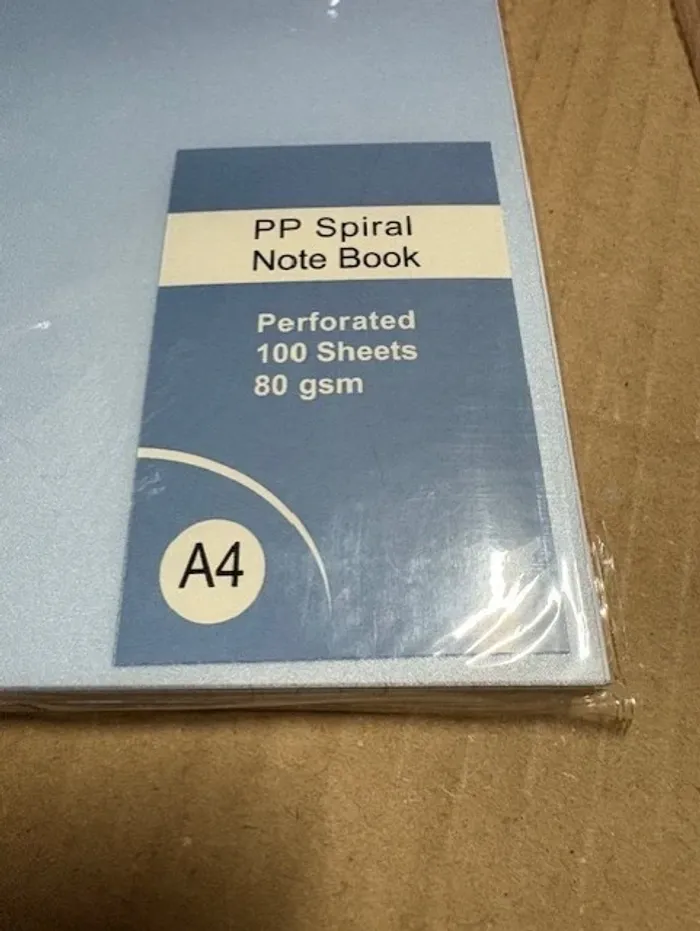 PP Spiral
Note Book
Perforated
100 Sheets
80 gsm
A4